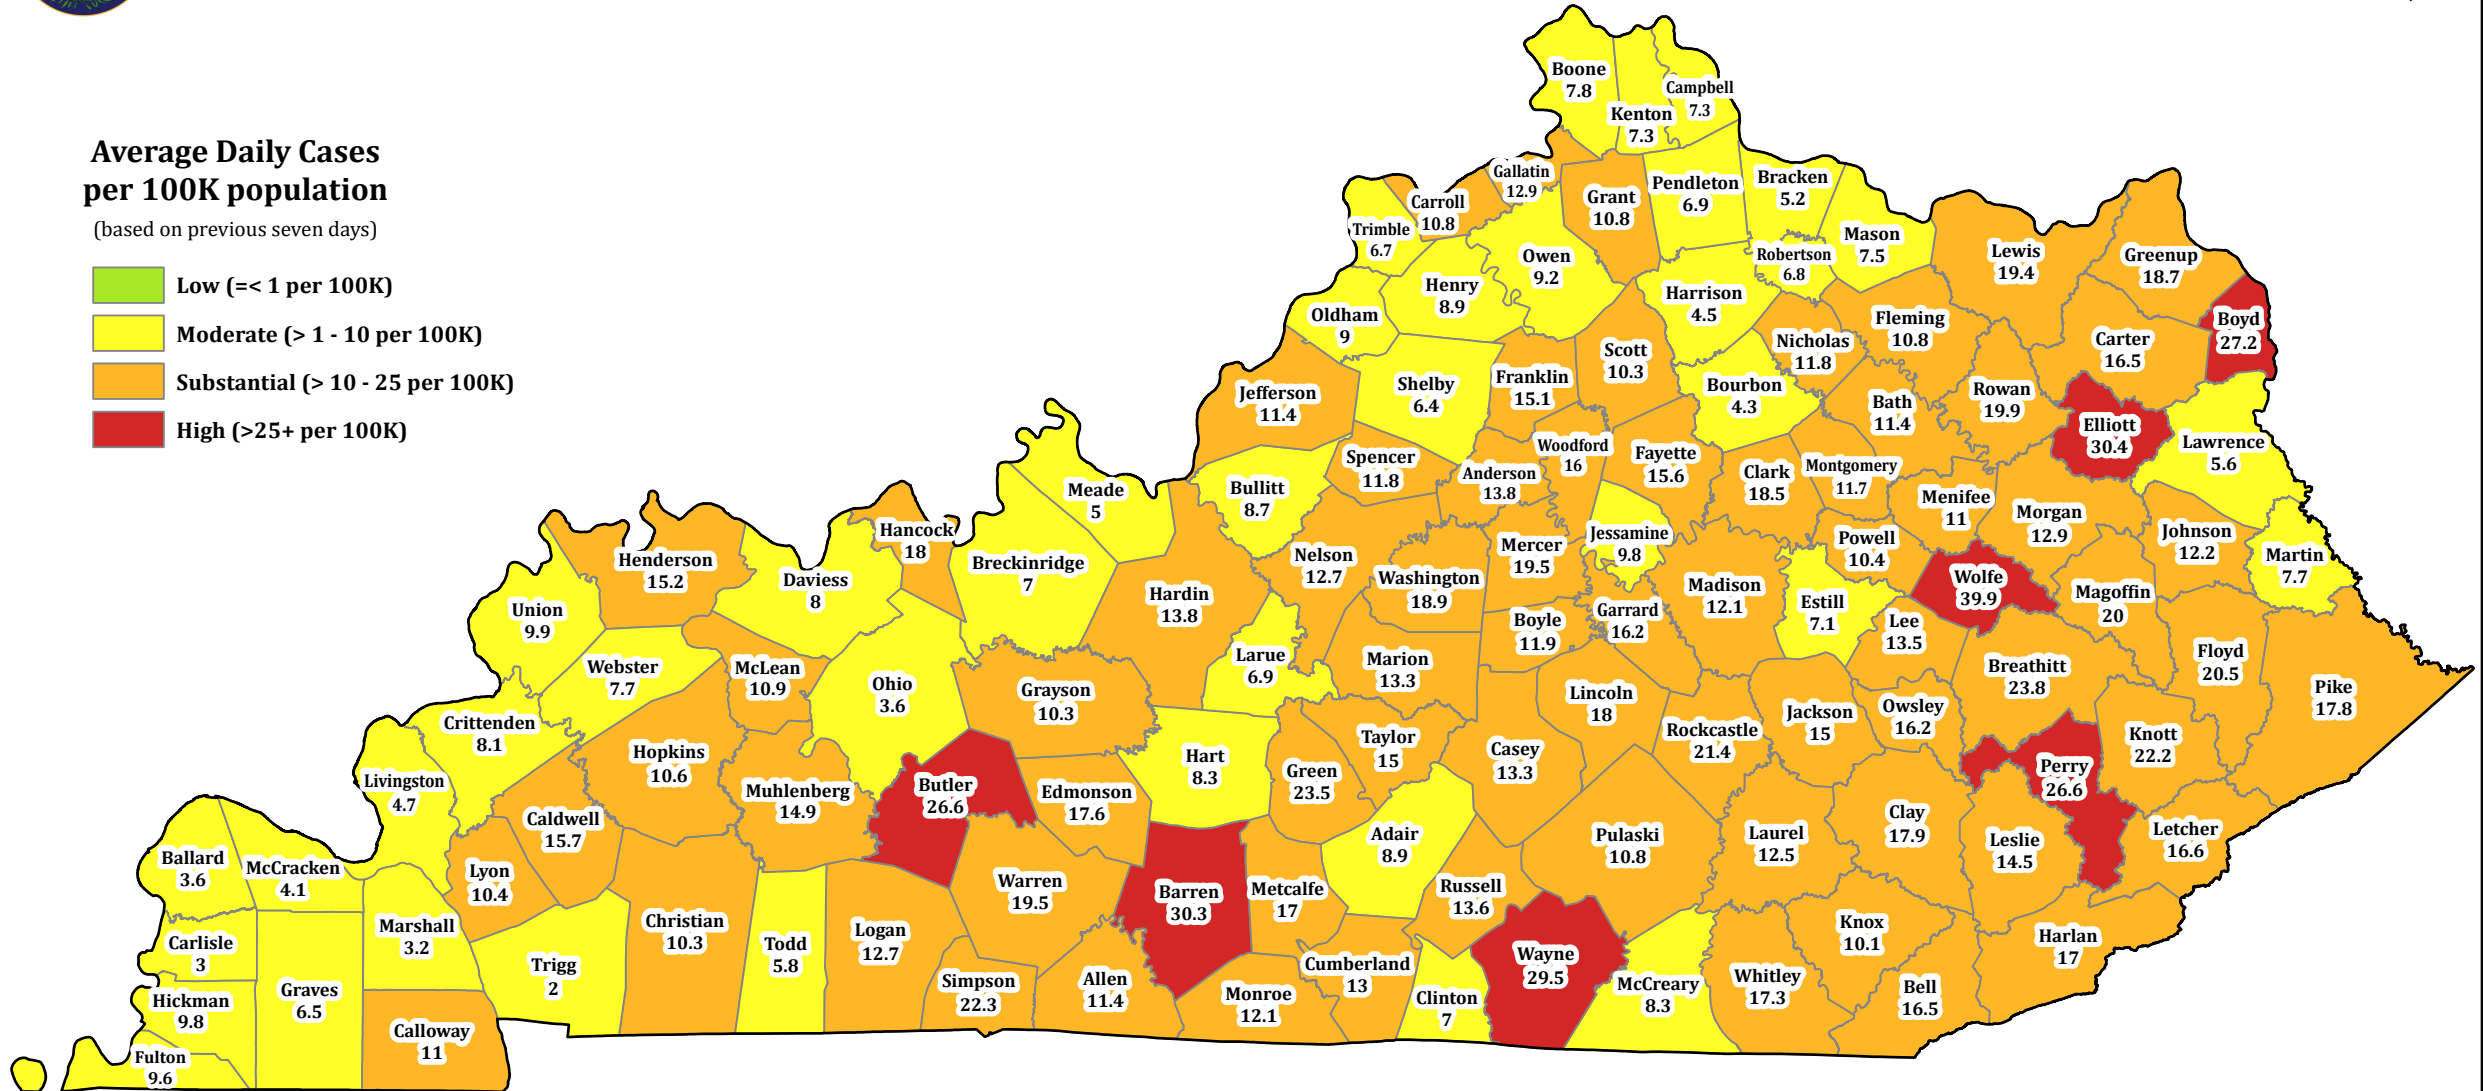 Average Daily Cases
per 100K population
(based on previous seven days)
Low (=< 1 per 100K)
Moderate (> 1 - 10 per 100K)
Substantial (> 10 - 25 per 100K)
High (>25+ per 100K)
Boone
7.8
Kenton
7.3
Campbell
7.3
Gallatin
12.9
Carroll
10.8
Trimble
6.7
Grant
10.8
Pendleton
6.9
Bracken
5.2
Mason
7.5
Robertson
6.8
Lewis
19.4
Greenup
18.7
Boyd
27.2
Owen
9.2
Henry
8.9
Oldham
9
Harrison
4.5
Fleming
10.8
Carter
16.5
Nicholas
11.8
Scott
10.3
Franklin
15.1
Shelby
6.4
Jefferson
11.4
Bourbon
4.3
Bath
11.4
Rowan
19.9
Elliott
30.4
Lawrence
5.6
Woodford
16
Fayette
15.6
Spencer
11.8
Anderson
13.8
Clark
18.5
Montgomery
11.7
Menifee
11
Morgan
12.9
Johnson
12.2
Martin
7.7
Bullitt
8.7
Meade
5
Hancock
18
Breckinridge
7
Henderson
15.2
Daviess
8
Union
9.9
Webster
7.7
McLean
10.9
Ohio
3.6
Hardin
13.8
Nelson
12.7
Washington
18.9
Mercer
19.5
Jessamine
9.8
Madison
12.1
Powell
10.4
Estill
7.1
Wolfe
39.9
Lee
13.5
Magoffin
20
Floyd
20.5
Pike
17.8
Breathitt
23.8
Garrard
16.2
Boyle
11.9
Larue
6.9
Marion
13.3
Grayson
10.3
Lincoln
18
Rockcastle
21.4
Jackson
15
Owsley
16.2
Knott
22.2
Perry
26.6
Letcher
16.6
Leslie
14.5
Clay
17.9
Laurel
12.5
Pulaski
10.8
Casey
13.3
Taylor
15
Green
23.5
Hart
8.3
Edmonson
17.6
Butler
26.6
Muhlenberg
14.9
Hopkins
10.6
Crittenden
8.1
Livingston
4.7
Caldwell
15.7
Lyon
10.4
Ballard
3.6
McCracken
4.1
Marshall
3.2
Carlisle
3
Graves
6.5
Hickman
9.8
Fulton
9.6
Calloway
11
Trigg
2
Christian
10.3
Todd
5.8
Logan
12.7
Simpson
22.3
Warren
19.5
Allen
11.4
Barren
30.3
Metcalfe
17
Monroe
12.1
Adair
8.9
Cumberland
13
Russell
13.6
Clinton
7
Wayne
29.5
McCreary
8.3
Whitley
17.3
Knox
10.1
Bell
16.5
Harlan
17